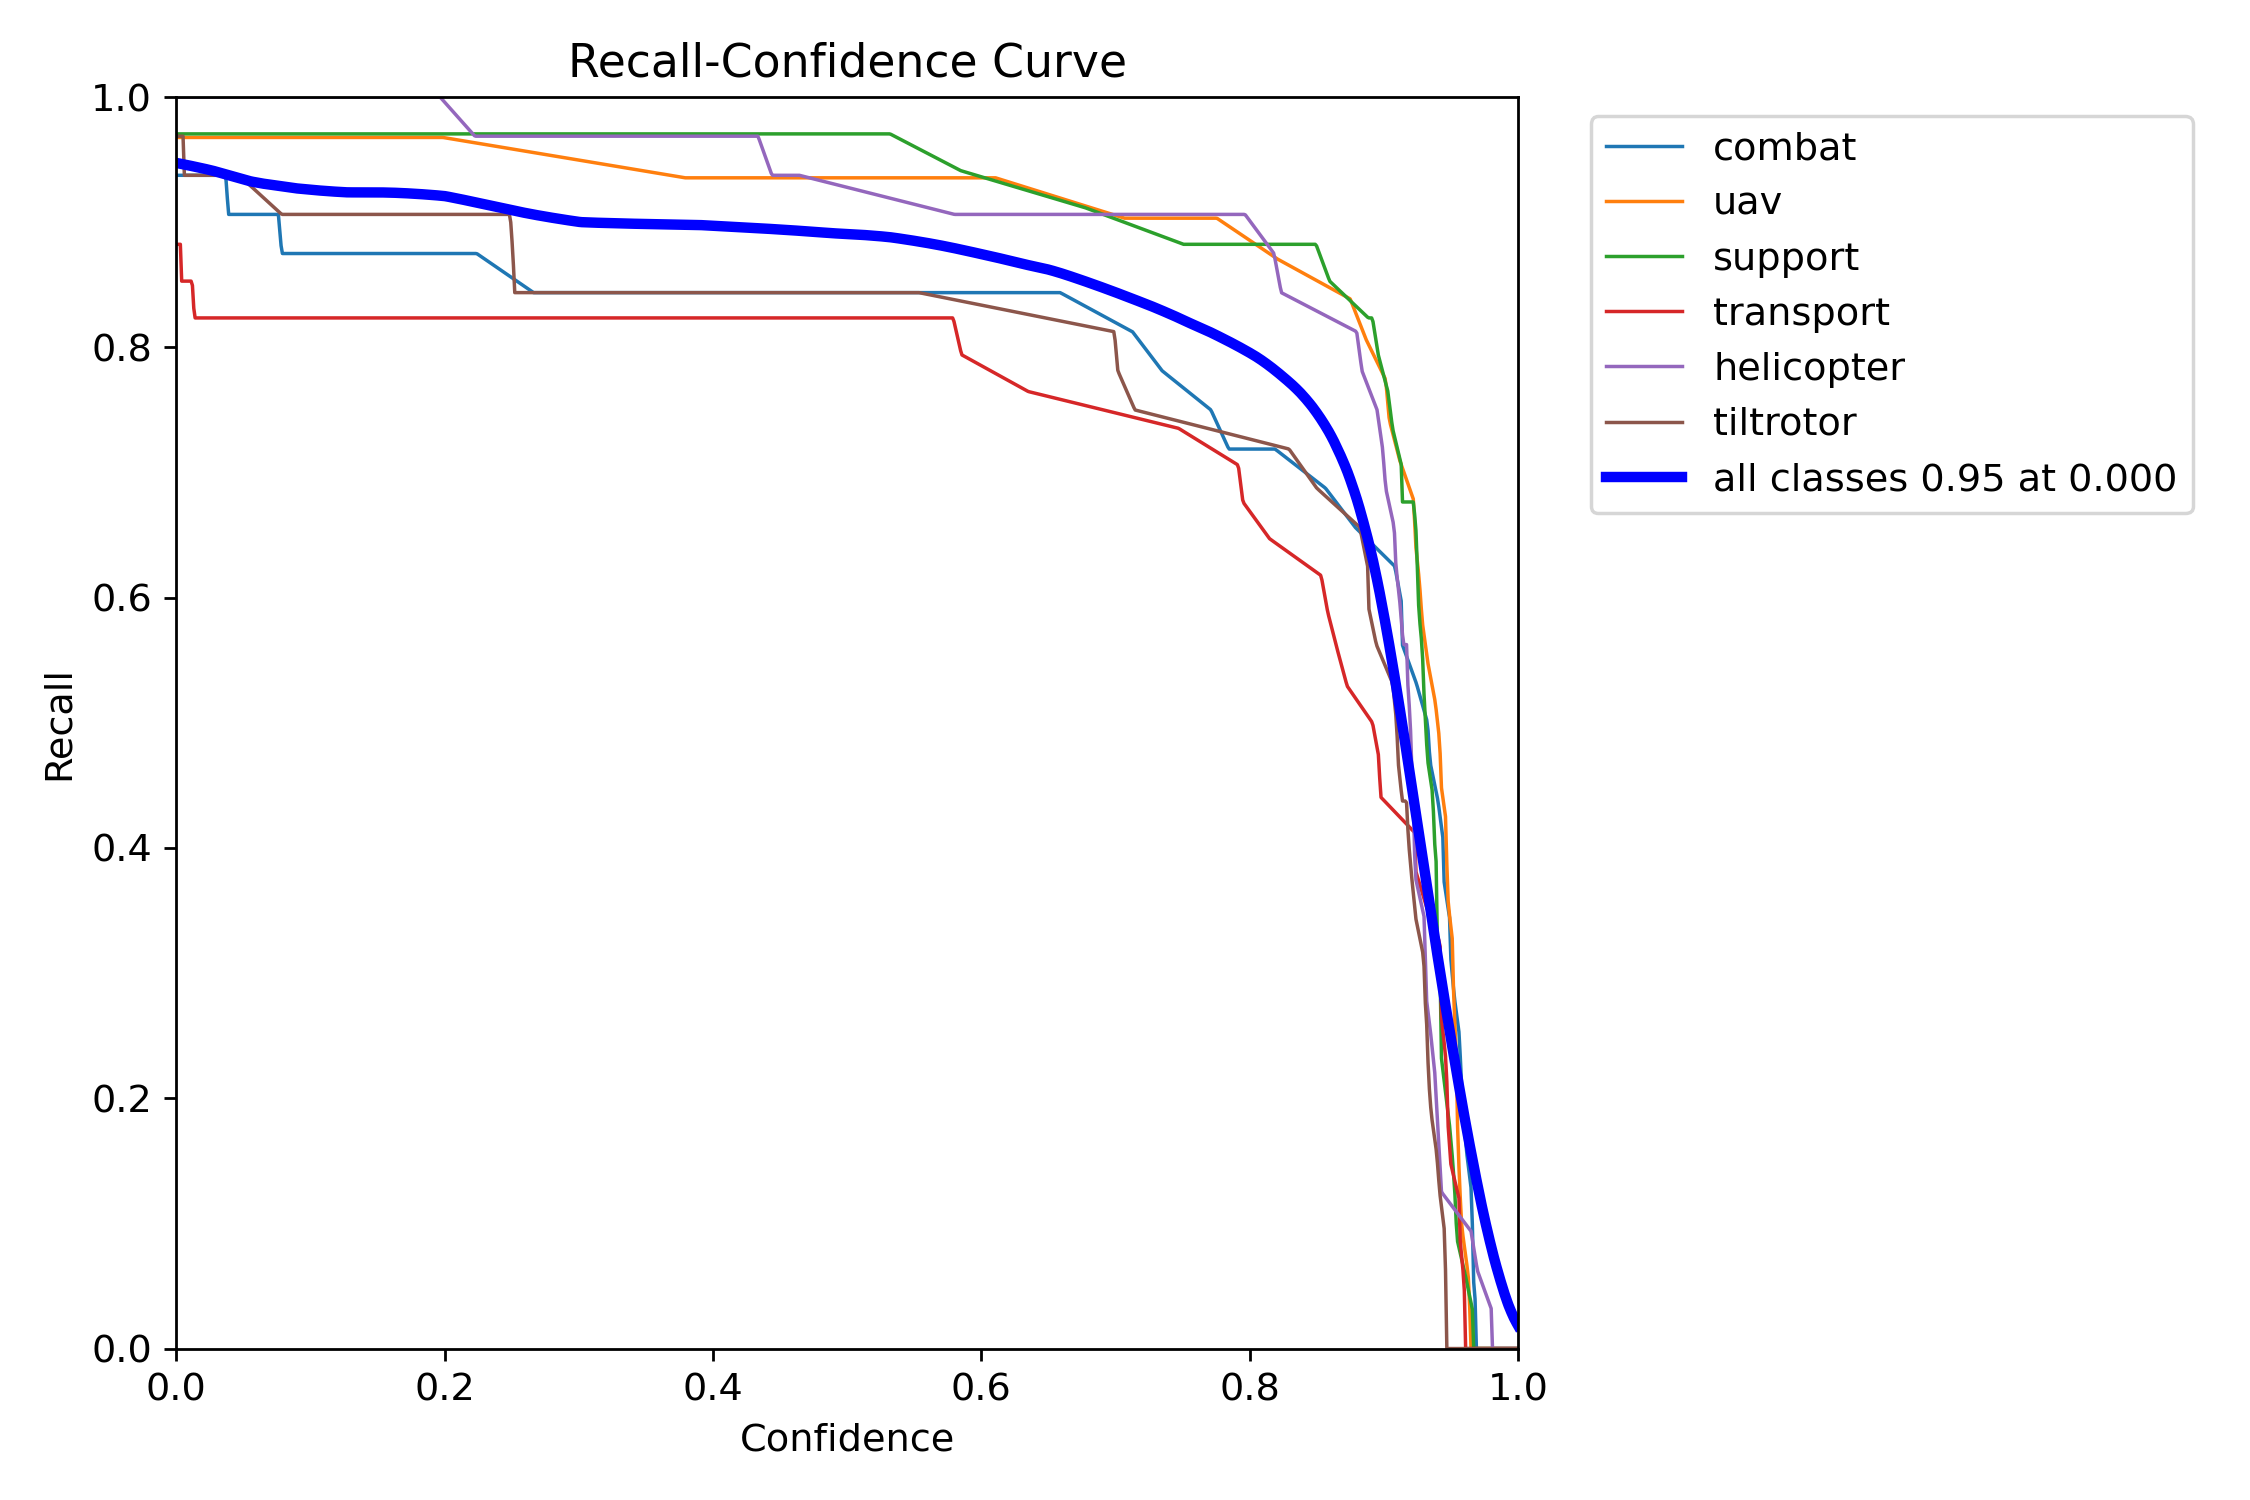 Recall-Confidence Curve
1.0
0.8
0.6
0.4
0.2
0.0
Recall
0.0 0.2 0.4 0.6 0.8 1.0
Confidence
combat
uav
support
transport
helicopter
tiltrotor
all classes 0.95 at 0.000